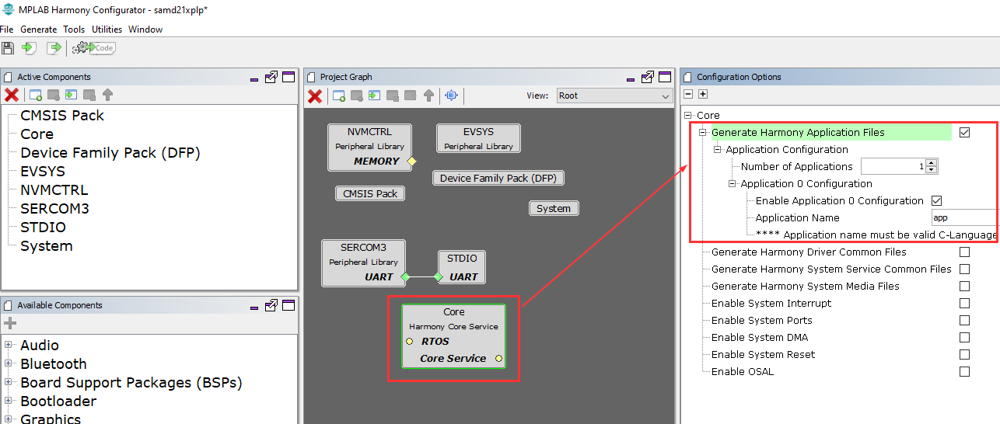 MPLAB Harmony Configurator - samd21xplp*
File Generate Tools Utilities Window
Code
Active Components
CMSIS Pack
Core
Device Family Pack (DFP)
EVSYS
NVMCTRL
SERCOM3
STDIO
System
Available Components
Audio
Bluetooth
Board Support Packages (BSPs)
Bootloader
Graphics
Project Graph
View: Root
NVMCTRL
Peripheral Library
MEMORY
EVSYS
Peripheral Library
Device Family Pack (DFP)
CMSIS Pack
System
SERCOM3
Peripheral Library
UART
STDIO
UART
Core
Harmony Core Service
RTOS
Core Service
Configuration Options
Core
Generate Harmony Application Files
Application Configuration
Number of Applications 1
Application 0 Configuration
Enable Application 0 Configuration
Application Name app
**** Application name must be valid C-Language
Generate Harmony Driver Common Files
Generate Harmony System Service Common Files
Generate Harmony System Media Files
Enable System Interrupt
Enable System Ports
Enable System DMA
Enable System Reset
Enable OSAL